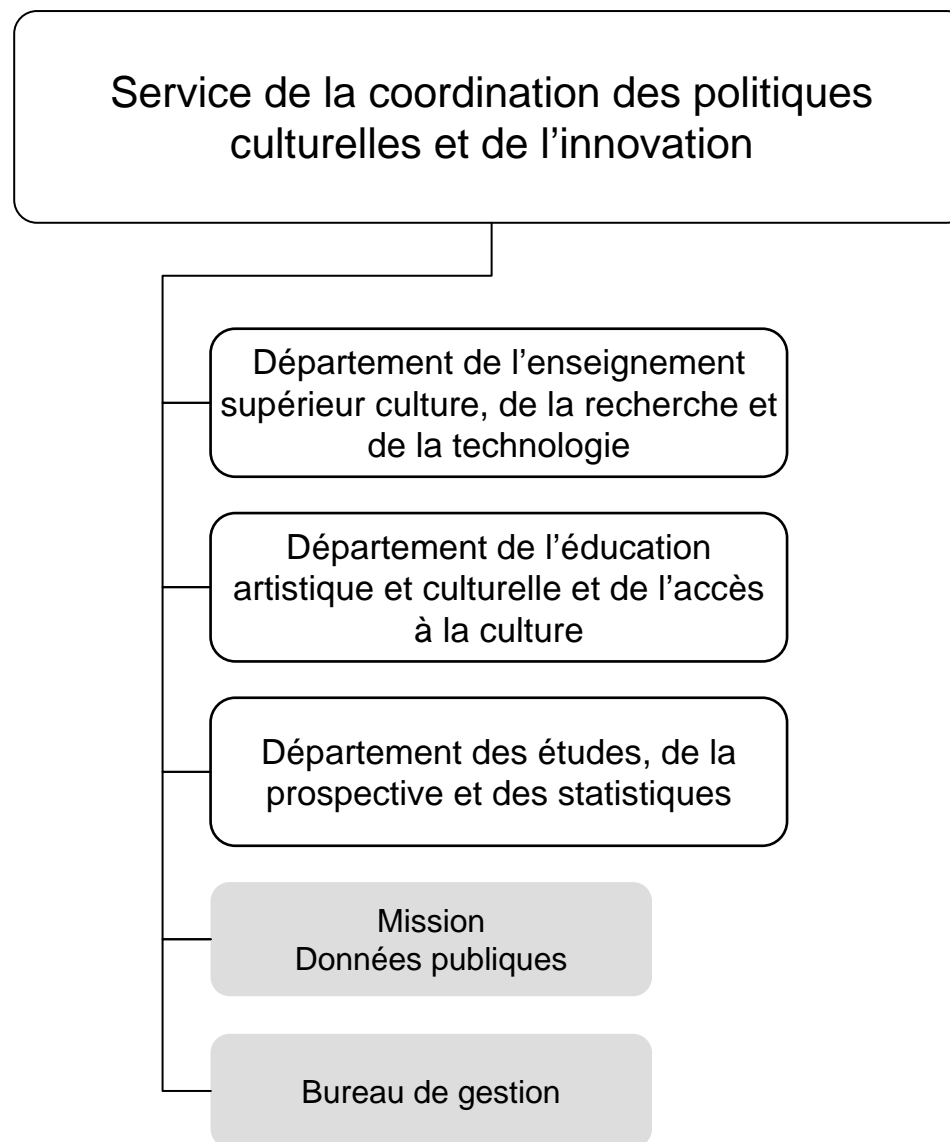 Service de la coordination des politiques
culturelles et de l’innovation
Département de l’enseignement
supérieur culture, de la recherche et
de la technologie
Département de l’éducation
artistique et culturelle et de l’accès
à la culture
Département des études, de la
prospective et des statistiques
Mission
Données publiques
Bureau de gestion